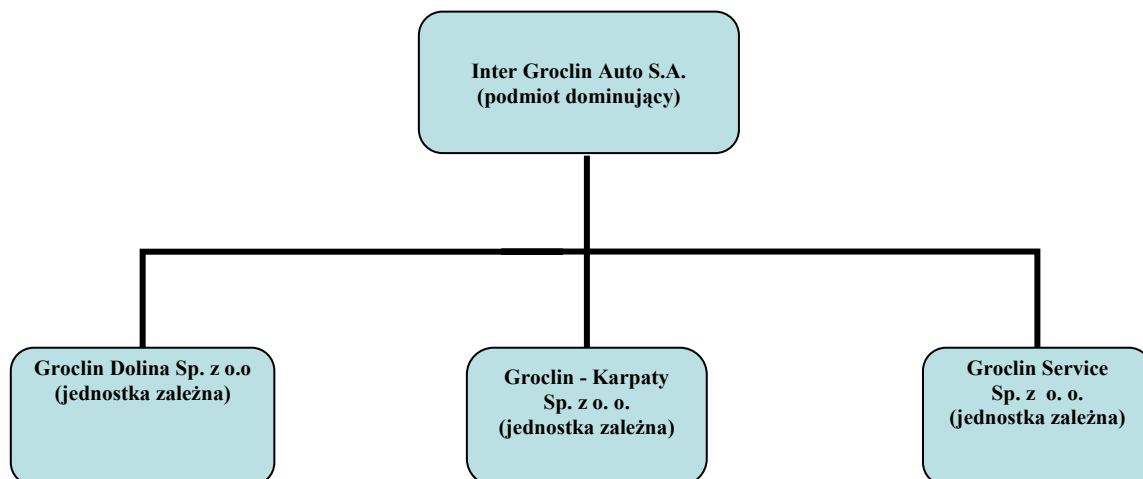 Inter Groclin Auto S.A.
(podmiot dominujący)
Groclin Dolina Sp. z o.o
(jednostka zależna)
Groclin - Karpaty
Sp. z o. o.
(jednostka zależna)
Groclin Service
Sp. z o. o.
(jednostka zależna)